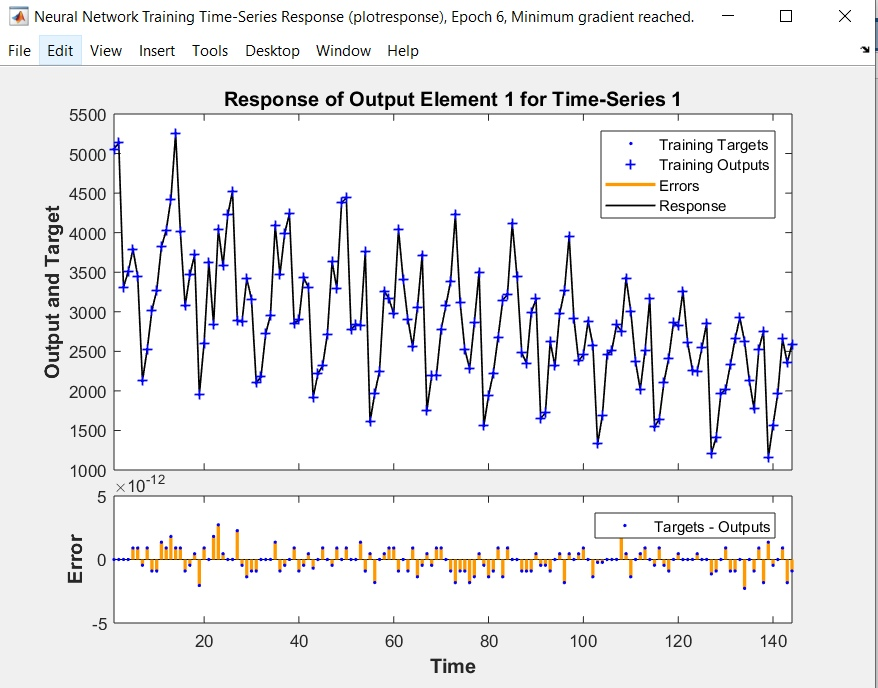 Neural Network Training Time-Series Response (plotresponse), Epoch 6, Minimum gradient reached.
File Edit View Insert Tools Desktop Window Help
Response of Output Element 1 for Time-Series 1
Output and Target
5500
5000
4500
4000
3500
3000
2500
2000
1500
1000
Training Targets
Training Outputs
Errors
Response
×10⁻¹²
Error
5
0
-5
Targets - Outputs
20 40 60 80 100 120 140
Time